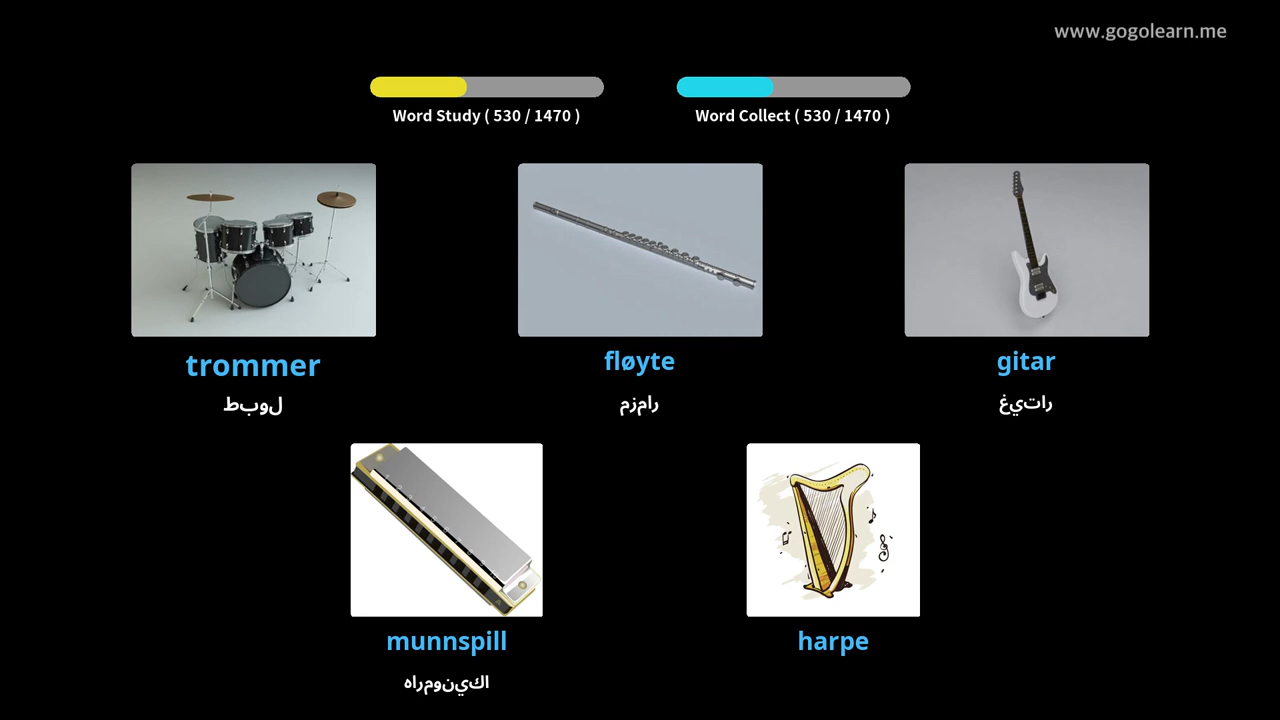 www.gogolearn.me
Word Study ( 530 / 1470 )
Word Collect ( 530 / 1470 )
trommer
لوبط
fløyte
رامزم
gitar
راتيغ
munnspill
اكينومراه
harpe